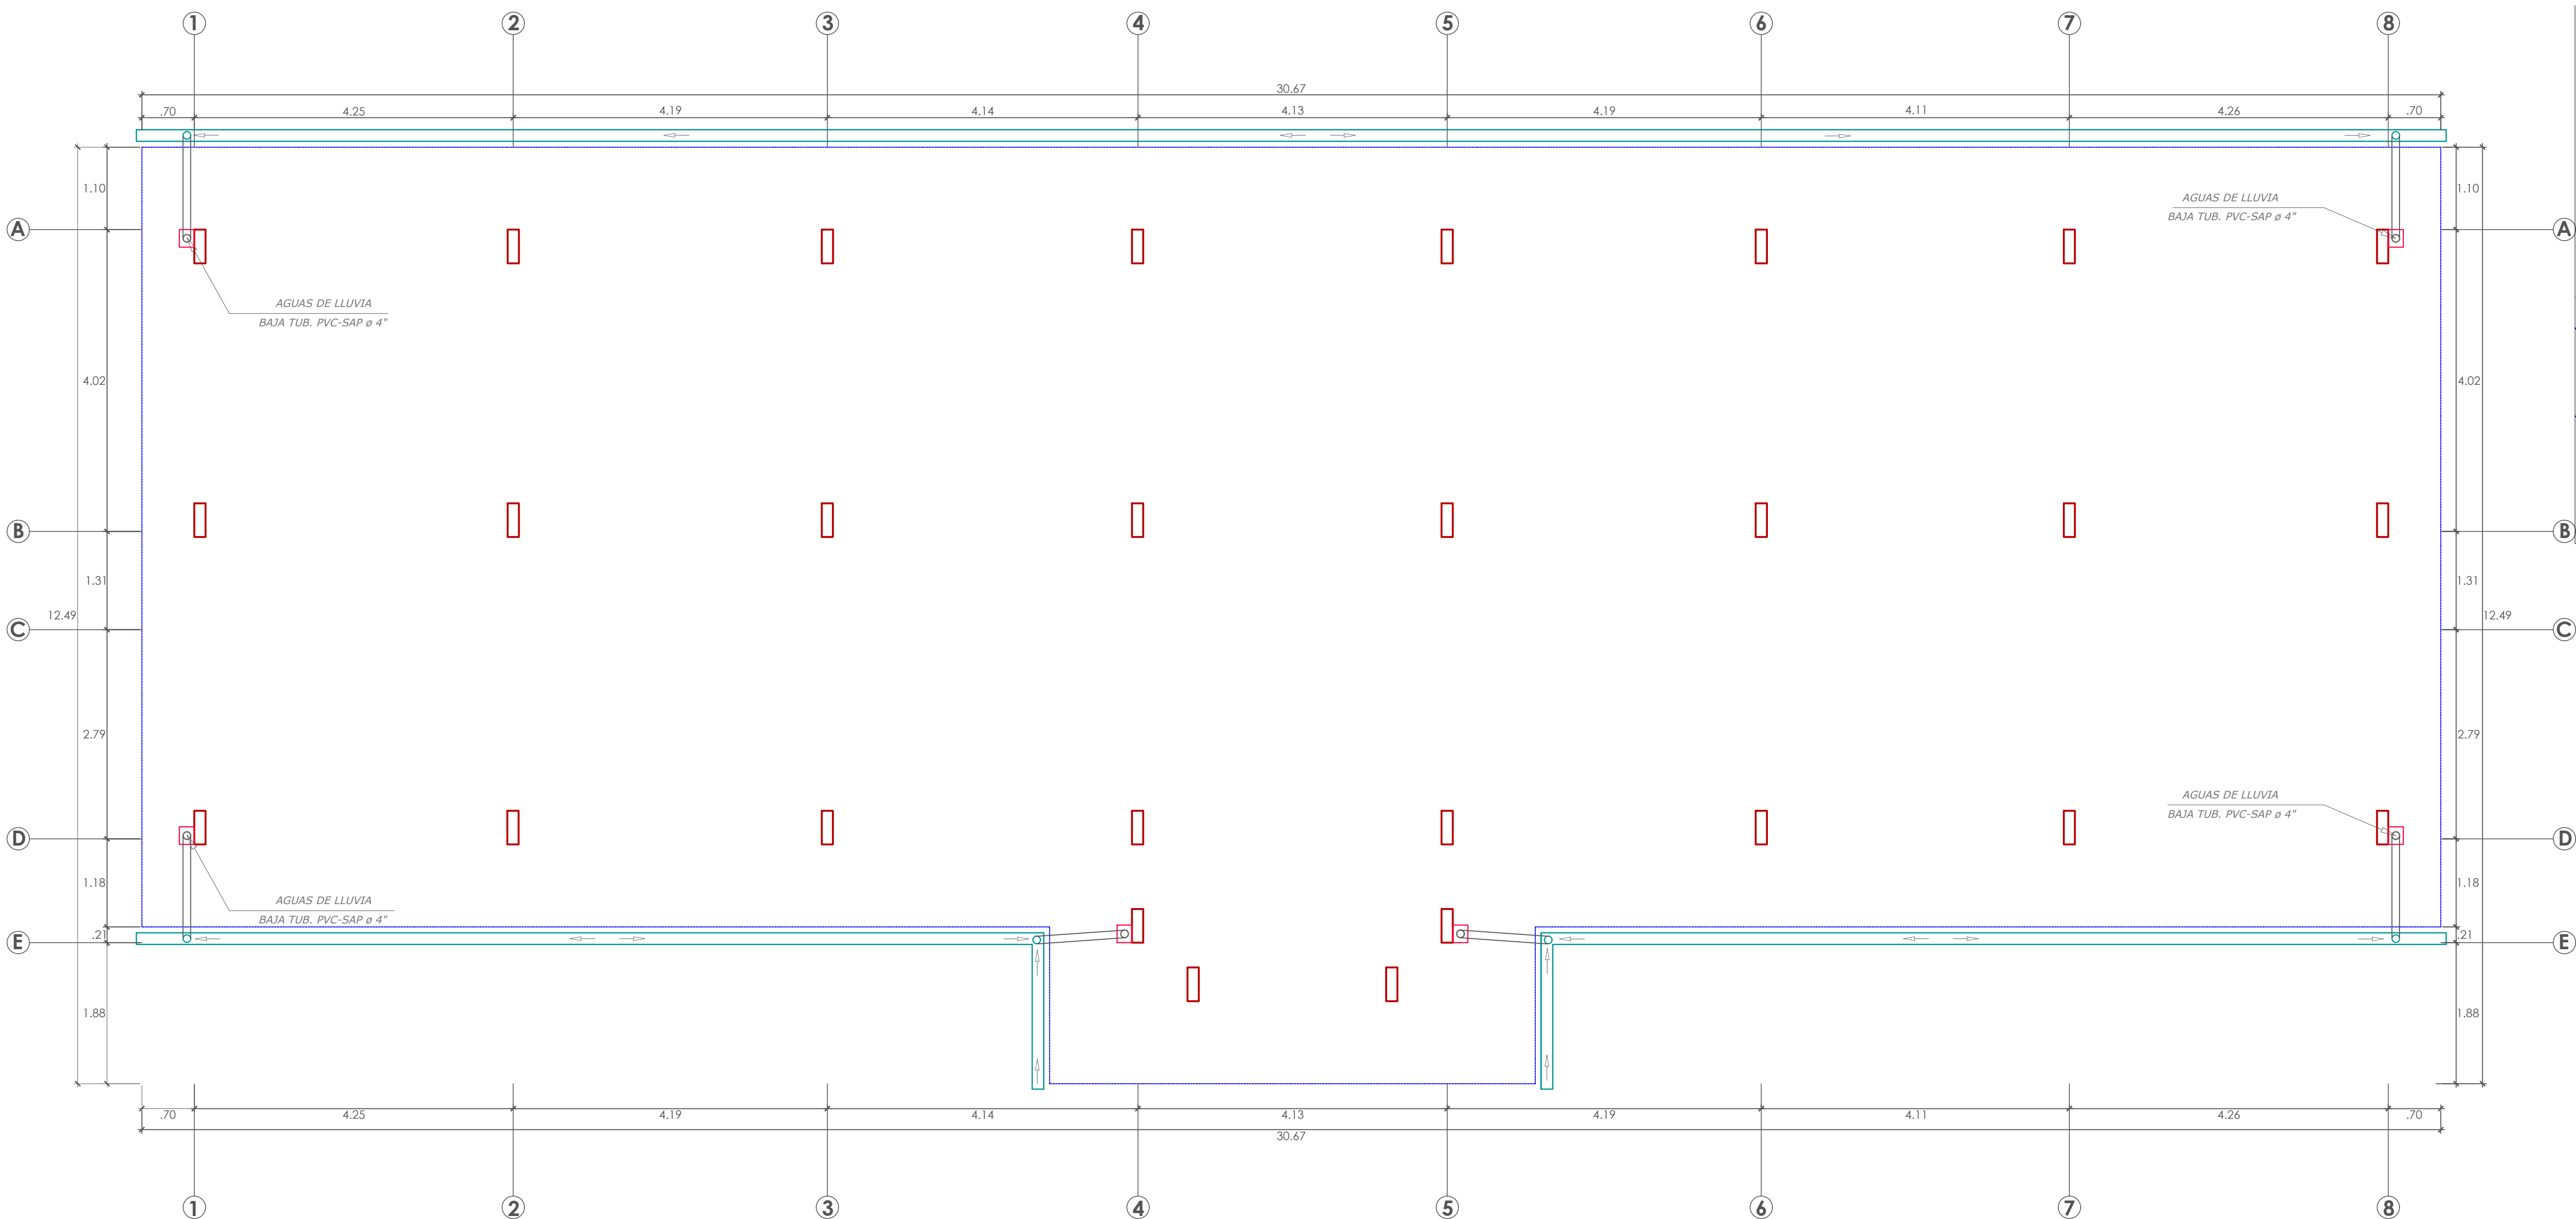 1 2 3 4 5 6 7 8
30.67
.70 4.25 4.19 4.14 4.13 4.19 4.11 4.26 .70
1.10 1.10
AGUAS DE LLUVIA
BAJA TUB. PVC-SAP ø 4"
A A
AGUAS DE LLUVIA
BAJA TUB. PVC-SAP ø 4"
4.02 4.02
B B
1.31 1.31
12.49 12.49
C C
2.79 2.79
AGUAS DE LLUVIA
BAJA TUB. PVC-SAP ø 4"
D D
1.18 1.18
AGUAS DE LLUVIA
BAJA TUB. PVC-SAP ø 4"
.21 .21
E E
1.88 1.88
.70 4.25 4.19 4.14 4.13 4.19 4.11 4.26 .70
30.67
1 2 3 4 5 6 7 8